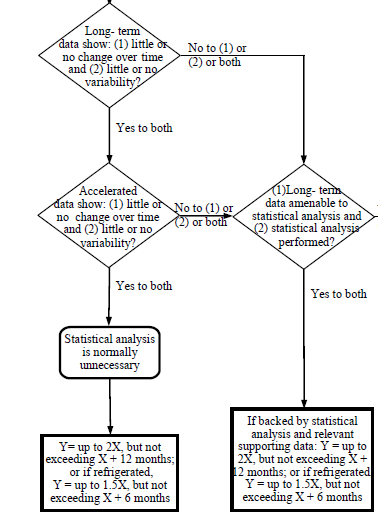 Long- term
data show: (1) little or
no change over time
and (2) little or no
variability?
No to (1) or
(2) or both
Yes to both
Accelerated
data show: (1) little or
no change over time
and (2) little or no
variability?
No to (1) or
(2) or both
(1)Long- term
data amenable to
statistical analysis and
(2) statistical analysis
performed?
Yes to both
Yes to both
Statistical analysis
is normally
unnecessary
Y= up to 2X, but not
exceeding X + 12 months;
or if refrigerated,
Y = up to 1.5X, but not
exceeding X + 6 months
If backed by statistical
analysis and relevant
supporting data: Y = up to
2X, but not exceeding X +
12 months; or if refrigerated
Y = up to 1.5X, but not
exceeding X + 6 months